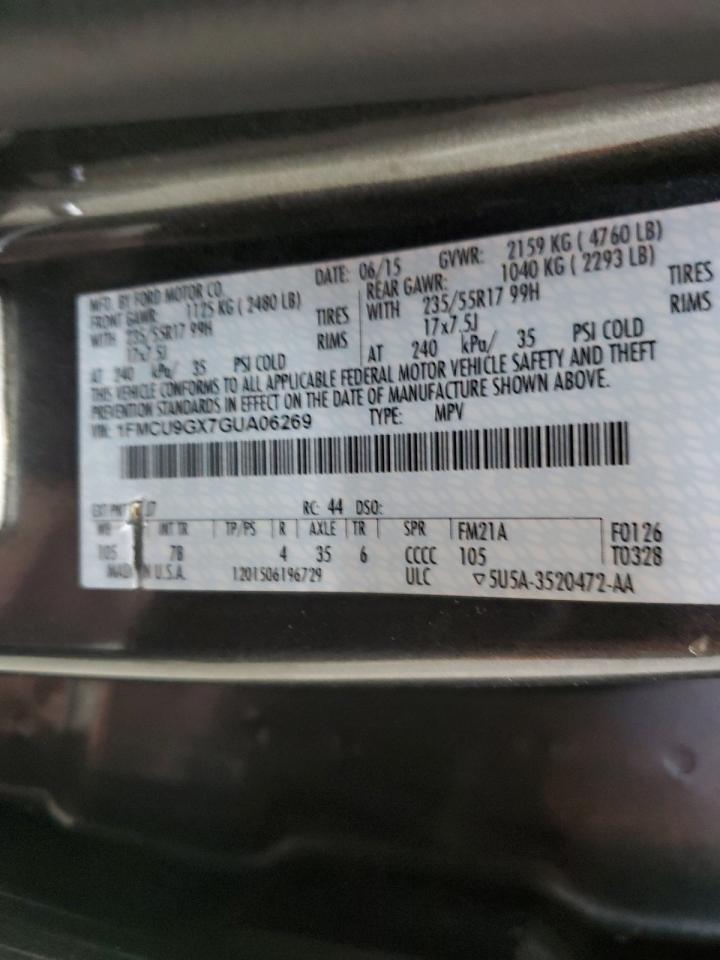 MFD. BY FORD MOTOR CO. DATE: 06/15 GVWR: 2159 KG ( 4760 LB)
FRONT GAWR: 1125 KG ( 2480 LB) REAR GAWR: 1040 KG ( 2293 LB)
WITH 235/55R17 99H TIRES WITH 235/55R17 99H TIRES
17x7.5J RIMS 17x7.5J RIMS
AT 240 kPa/ 35 PSI COLD AT 240 kPa/ 35 PSI COLD
THIS VEHICLE CONFORMS TO ALL APPLICABLE FEDERAL MOTOR VEHICLE SAFETY AND THEFT
PREVENTION STANDARDS IN EFFECT ON THE DATE OF MANUFACTURE SHOWN ABOVE.
VIN: 1FMCU9GX7GUA06269 TYPE: MPV
EXT PNT: J7 RC: 44 DSO:
WB INT TR TP/PS R AXLE TR SPR FM21A F0126
105 7B 4 35 6 CCCC 105 T0328
MADE IN U.S.A. 1201506196729 ULC ▽5U5A-3520472-AA